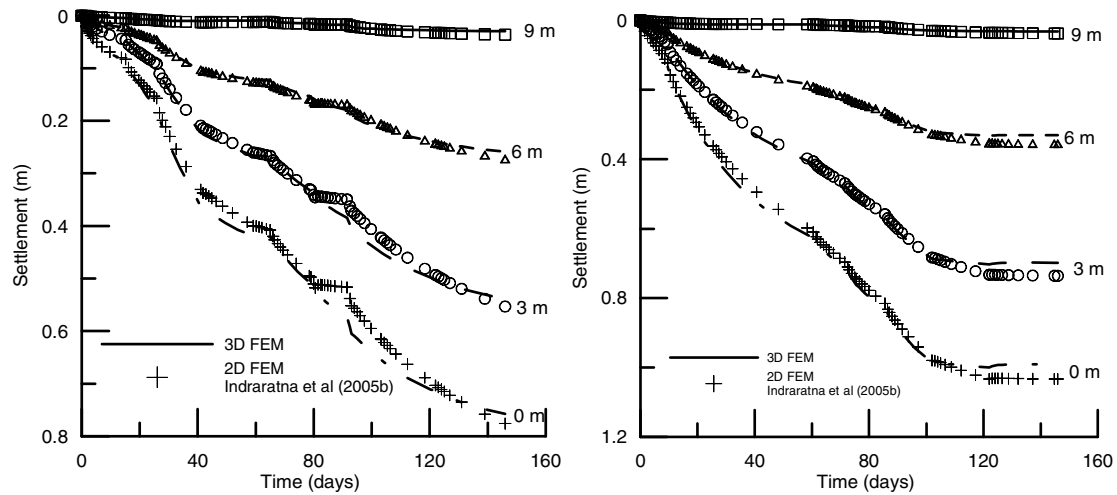 0
0.2
0.4
0.6
0.8
Settlement (m)
0
40
80
120
160
Time (days)
9 m
6 m
3 m
0 m
3D FEM
2D FEM
Indraratna et al (2005b)
0
0.4
0.8
1.2
Settlement (m)
0
40
80
120
160
Time (days)
9 m
6 m
3 m
0 m
3D FEM
2D FEM
Indraratna et al (2005b)